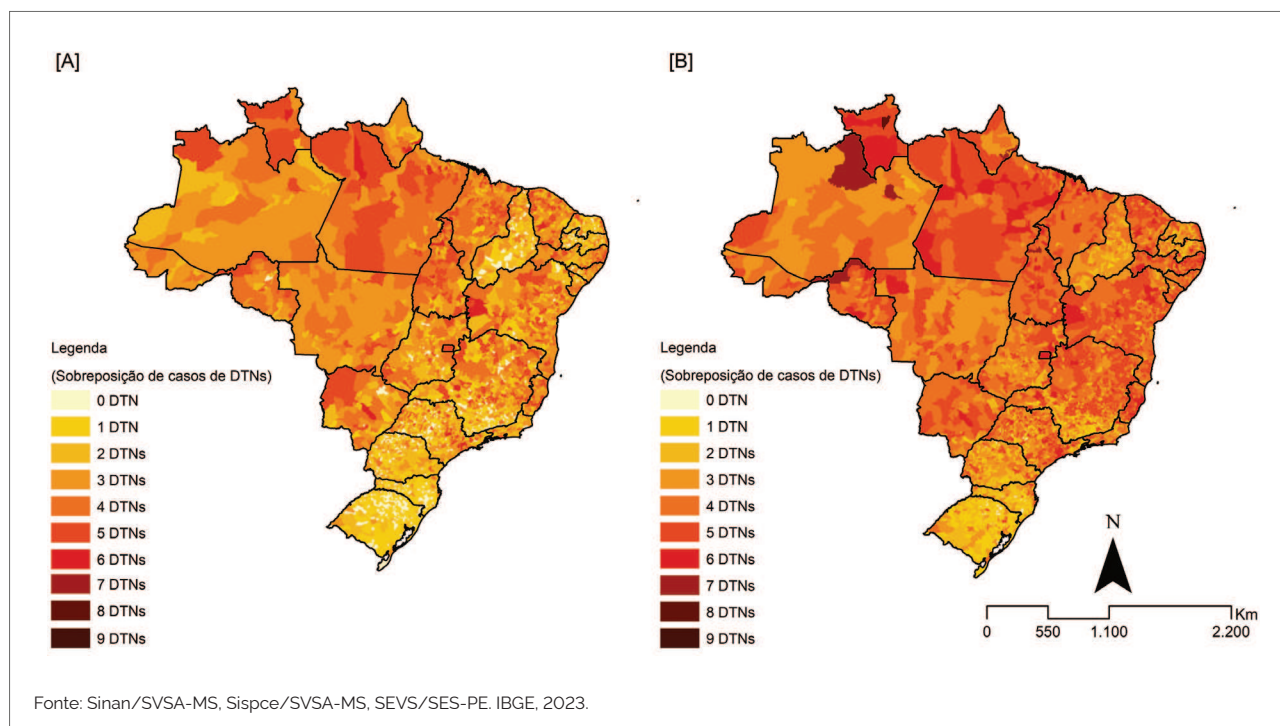 [A]
Legenda
(Sobreposição de casos de DTNs)
0 DTN
1 DTN
2 DTNs
3 DTNs
4 DTNs
5 DTNs
6 DTNs
7 DTNs
8 DTNs
9 DTNs
[B]
Legenda
(Sobreposição de casos de DTNs)
0 DTN
1 DTN
2 DTNs
3 DTNs
4 DTNs
5 DTNs
6 DTNs
7 DTNs
8 DTNs
9 DTNs
N
Km
0 550 1.100 2.200
Fonte: Sinan/SVSA-MS, Sispce/SVSA-MS, SEVS/SES-PE. IBGE, 2023.